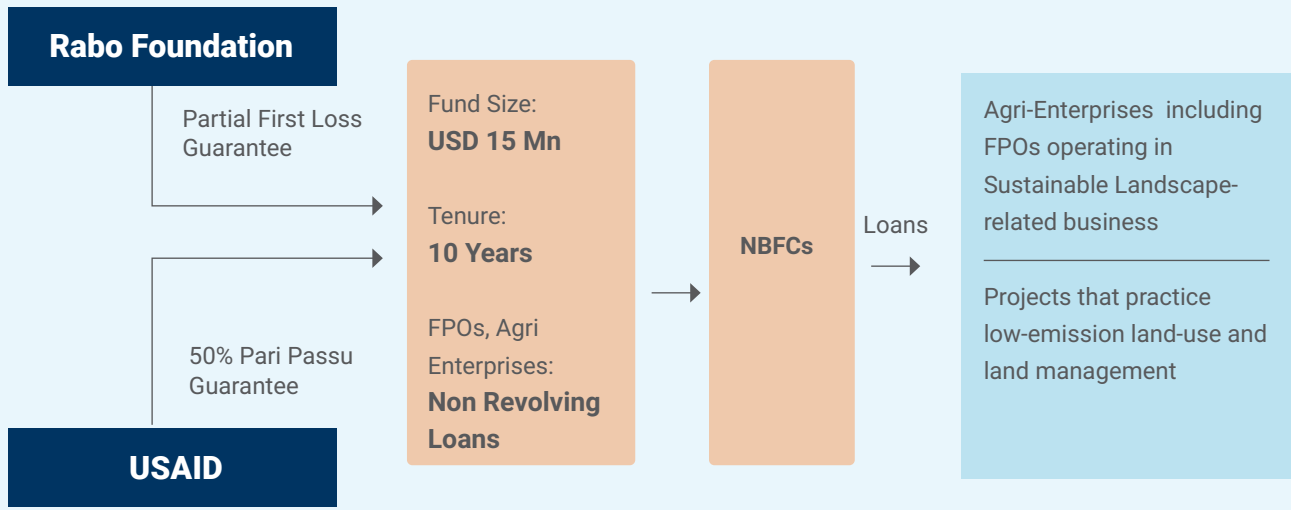 Rabo Foundation
Partial First Loss
Guarantee
50% Pari Passu
Guarantee
USAID
Fund Size:
USD 15 Mn
Tenure:
10 Years
FPOs, Agri
Enterprises:
Non Revolving
Loans
NBFCs
Loans
Agri-Enterprises including
FPOs operating in
Sustainable Landscape-
related business
Projects that practice
low-emission land-use and
land management